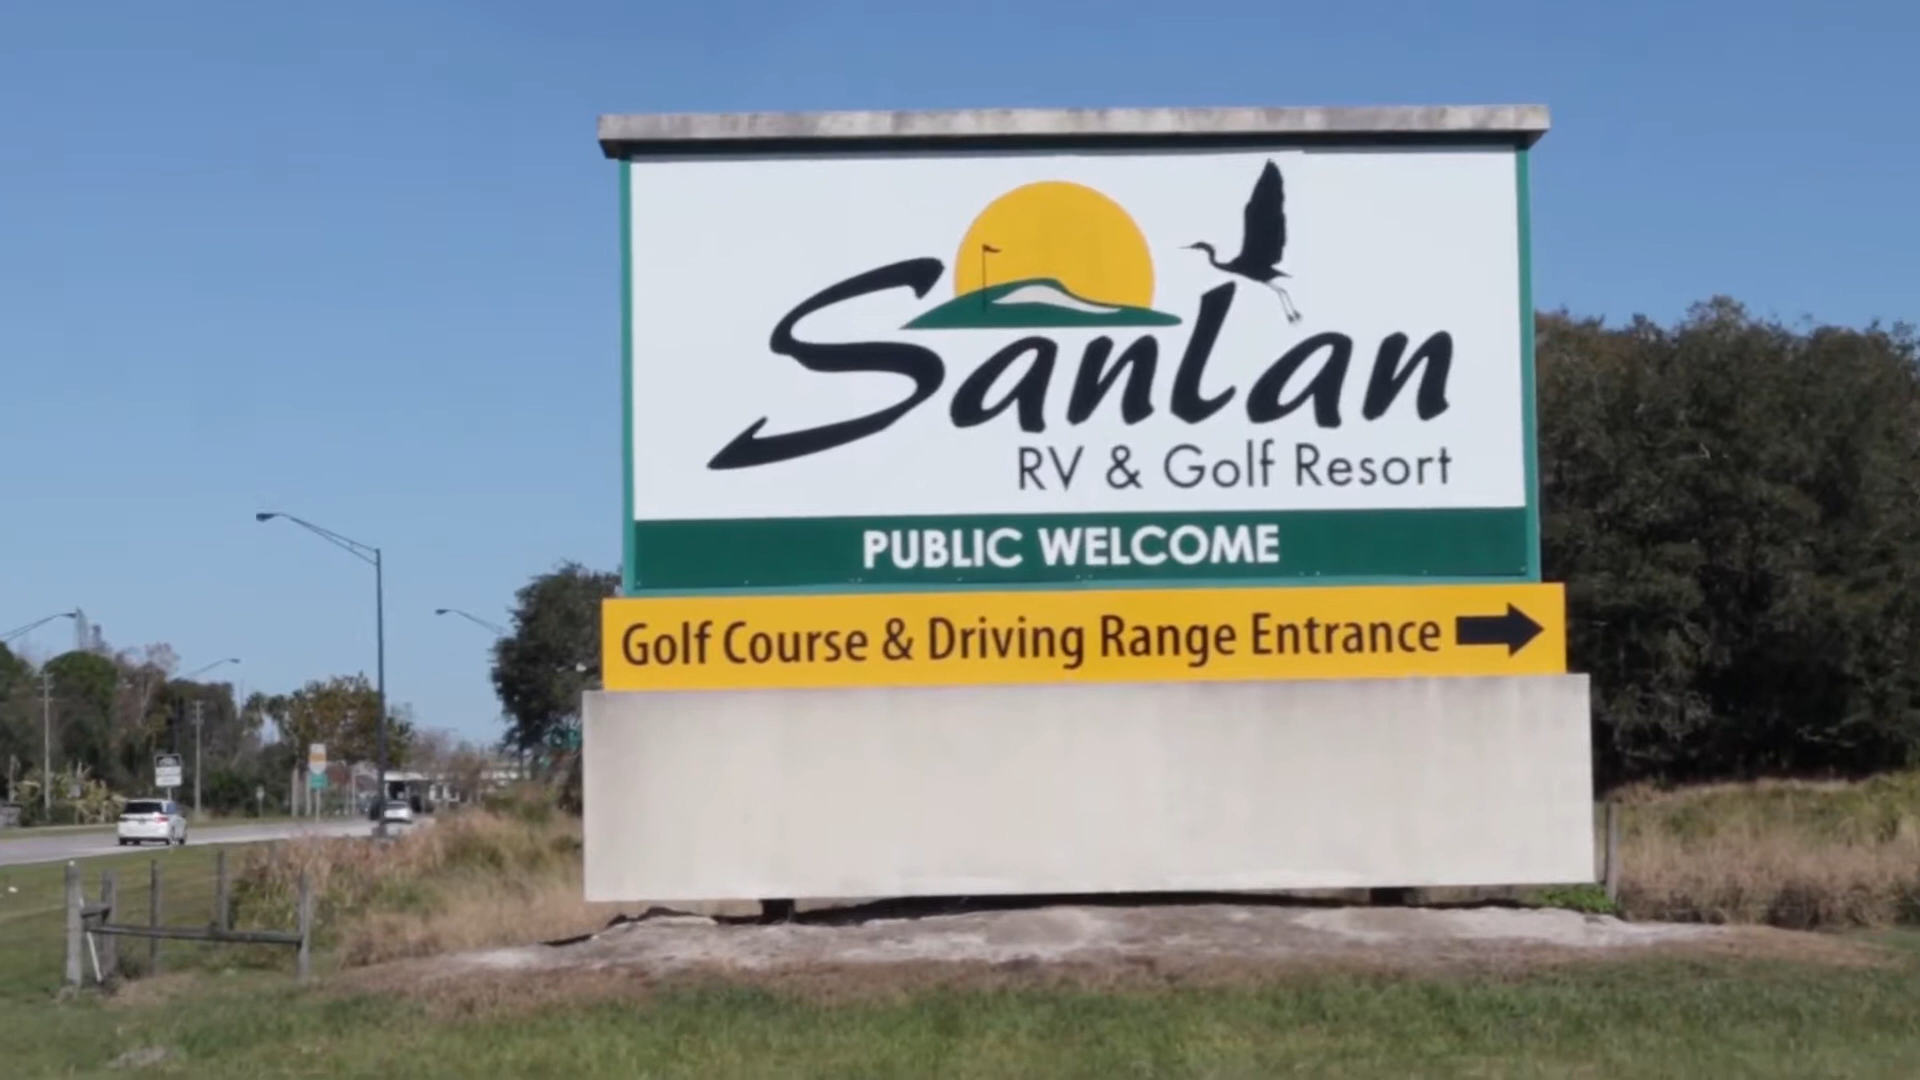 Sanlan
RV & Golf Resort
PUBLIC WELCOME
Golf Course & Driving Range Entrance